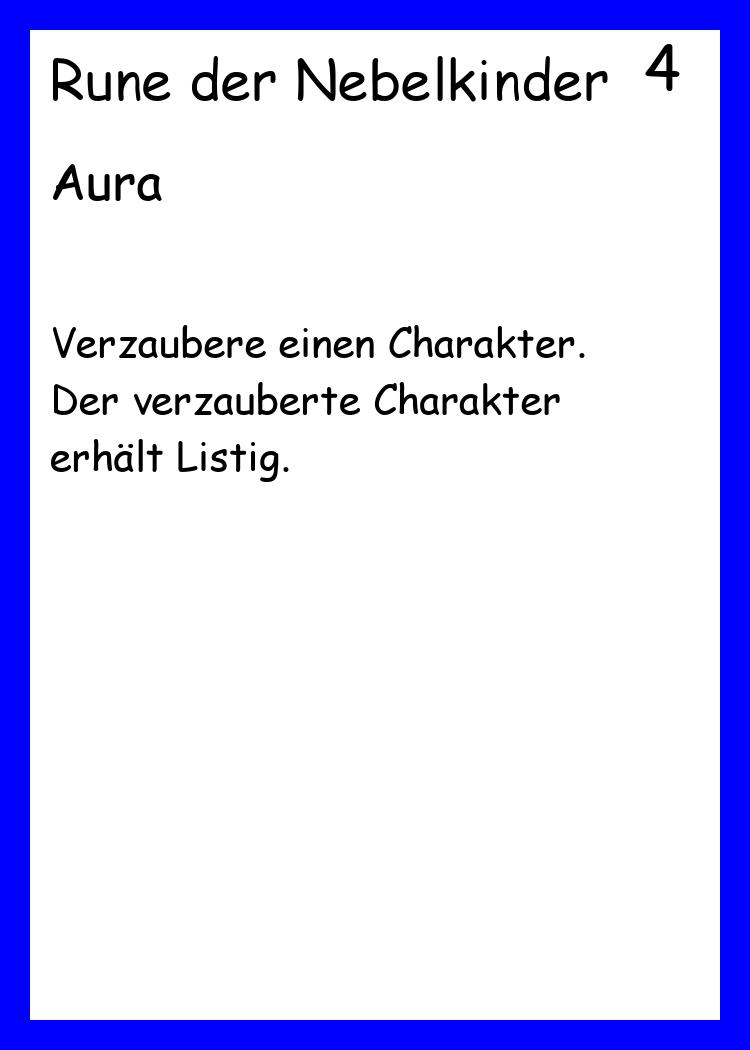 Rune der Nebelkinder 4
Aura
Verzaubere einen Charakter.
Der verzauberte Charakter
erhält Listig.